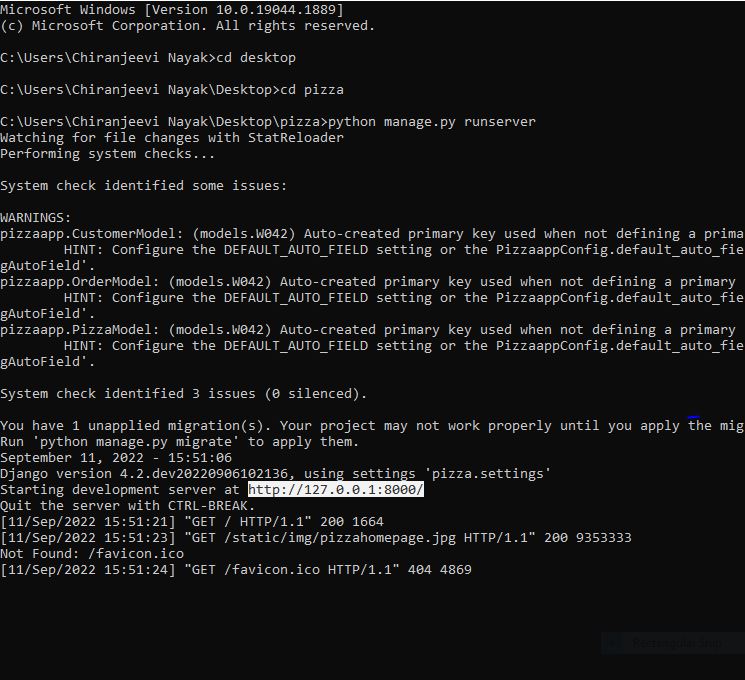 Microsoft Windows [Version 10.0.19044.1889]
(c) Microsoft Corporation. All rights reserved.
C:\Users\Chiranjeevi Nayak>cd desktop
C:\Users\Chiranjeevi Nayak\Desktop>cd pizza
C:\Users\Chiranjeevi Nayak\Desktop\pizza>python manage.py runserver
Watching for file changes with StatReloader
Performing system checks...
System check identified some issues:
WARNINGS:
pizzaapp.CustomerModel: (models.W042) Auto-created primary key used when not defining a prima
HINT: Configure the DEFAULT_AUTO_FIELD setting or the PizzaappConfig.default_auto_fie
gAutoField'.
pizzaapp.OrderModel: (models.W042) Auto-created primary key used when not defining a primary
HINT: Configure the DEFAULT_AUTO_FIELD setting or the PizzaappConfig.default_auto_fie
gAutoField'.
pizzaapp.PizzaModel: (models.W042) Auto-created primary key used when not defining a primary
HINT: Configure the DEFAULT_AUTO_FIELD setting or the PizzaappConfig.default_auto_fie
gAutoField'.
System check identified 3 issues (0 silenced).
You have 1 unapplied migration(s). Your project may not work properly until you apply the mig
Run 'python manage.py migrate' to apply them.
September 11, 2022 - 15:51:06
Django version 4.2.dev20220906102136, using settings 'pizza.settings'
Starting development server at http://127.0.0.1:8000/
Quit the server with CTRL-BREAK.
[11/Sep/2022 15:51:21] "GET / HTTP/1.1" 200 1664
[11/Sep/2022 15:51:23] "GET /static/img/pizzahomepage.jpg HTTP/1.1" 200 9353333
Not Found: /favicon.ico
[11/Sep/2022 15:51:24] "GET /favicon.ico HTTP/1.1" 404 4869
Rectangular Snip